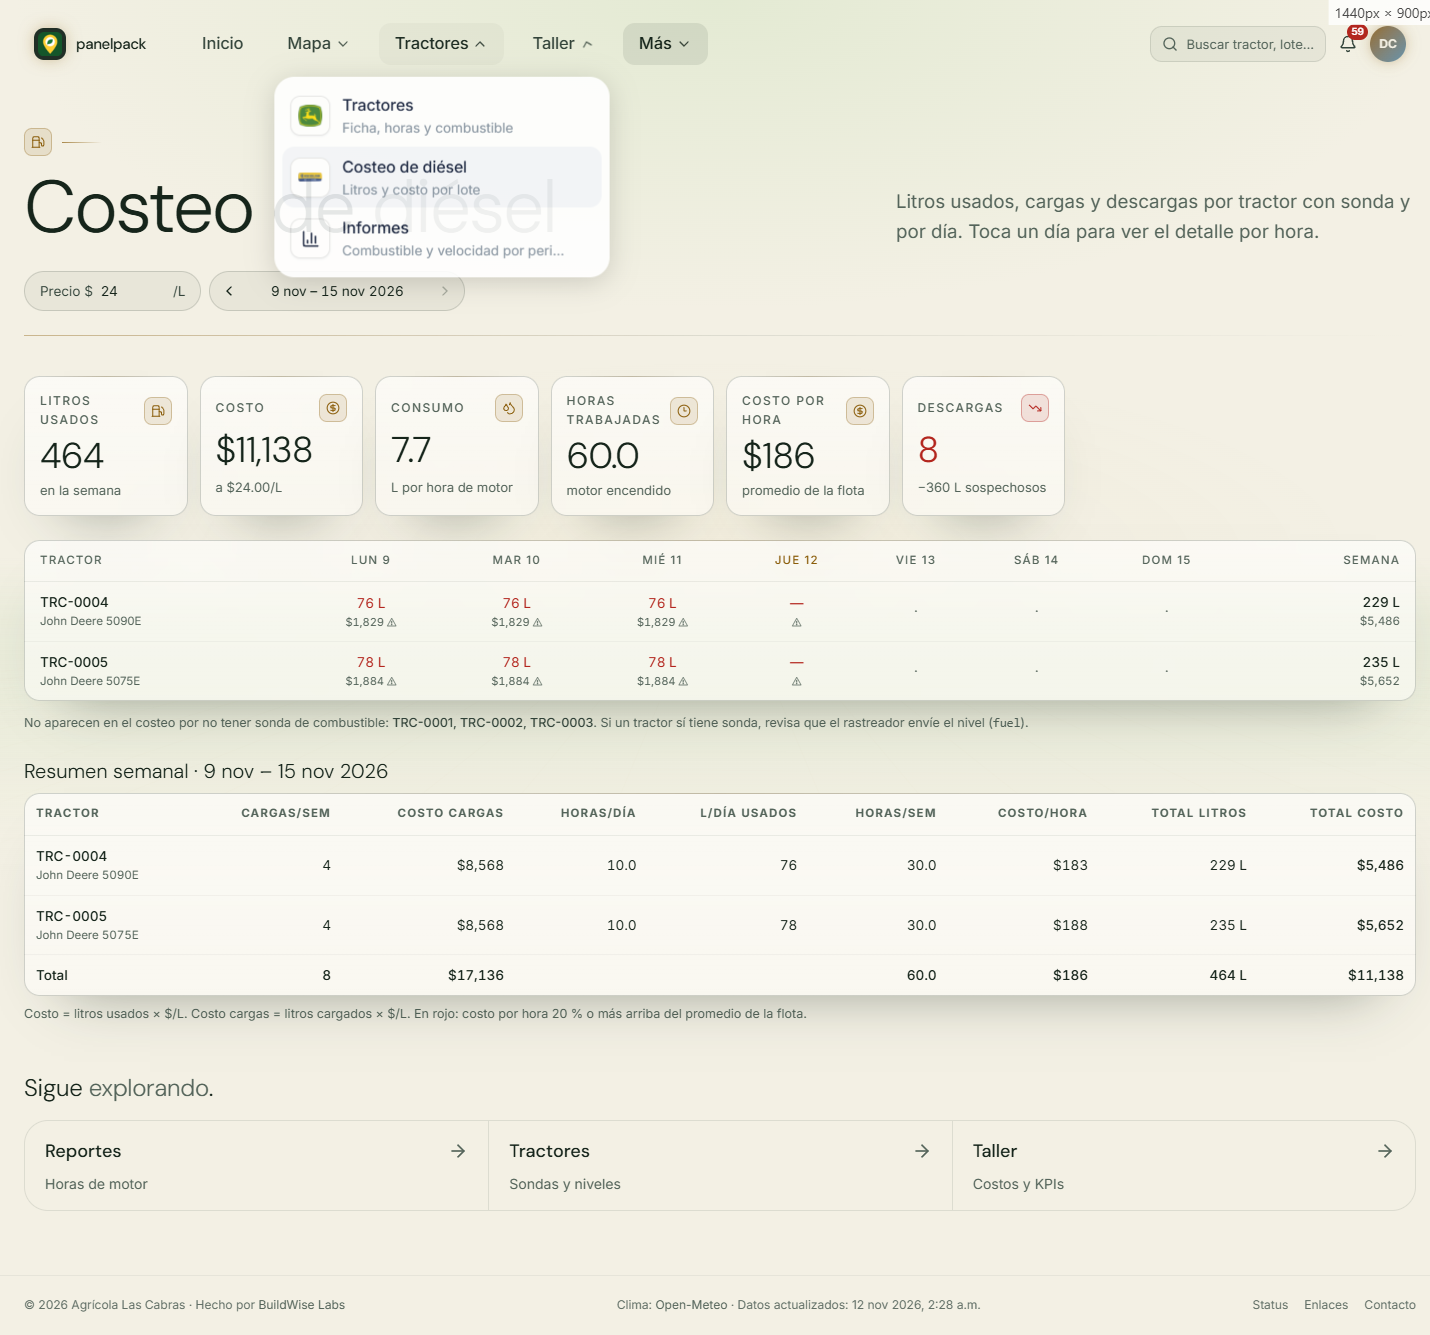 1440px × 900px
panelpack
Inicio
Mapa
Tractores
Taller
Más
Buscar tractor, lote...
59
DC
Tractores
Ficha, horas y combustible
Costeo de diésel
Litros y costo por lote
Informes
Combustible y velocidad por peri...
Costeo de diésel
Litros usados, cargas y descargas por tractor con sonda y
por día. Toca un día para ver el detalle por hora.
Precio $ 24 /L
9 nov – 15 nov 2026
LITROS
USADOS
464
en la semana
COSTO
$11,138
a $24.00/L
CONSUMO
7.7
L por hora de motor
HORAS
TRABAJADAS
60.0
motor encendido
COSTO POR
HORA
$186
promedio de la flota
DESCARGAS
8
−360 L sospechosos
TRACTOR LUN 9 MAR 10 MIÉ 11 JUE 12 VIE 13 SÁB 14 DOM 15 SEMANA
TRC-0004 76 L 76 L 76 L — · · · 229 L
John Deere 5090E $1,829 ⚠ $1,829 ⚠ $1,829 ⚠ ⚠ $5,486
TRC-0005 78 L 78 L 78 L — · · · 235 L
John Deere 5075E $1,884 ⚠ $1,884 ⚠ $1,884 ⚠ ⚠ $5,652
No aparecen en el costeo por no tener sonda de combustible: TRC-0001, TRC-0002, TRC-0003. Si un tractor sí tiene sonda, revisa que el rastreador envíe el nivel (fuel).
Resumen semanal · 9 nov – 15 nov 2026
TRACTOR CARGAS/SEM COSTO CARGAS HORAS/DÍA L/DÍA USADOS HORAS/SEM COSTO/HORA TOTAL LITROS TOTAL COSTO
TRC-0004
John Deere 5090E
4 $8,568 10.0 76 30.0 $183 229 L $5,486
TRC-0005
John Deere 5075E
4 $8,568 10.0 78 30.0 $188 235 L $5,652
Total 8 $17,136 60.0 $186 464 L $11,138
Costo = litros usados × $/L. Costo cargas = litros cargados × $/L. En rojo: costo por hora 20 % o más arriba del promedio de la flota.
Sigue explorando.
Reportes
Horas de motor
Tractores
Sondas y niveles
Taller
Costos y KPIs
© 2026 Agrícola Las Cabras · Hecho por BuildWise Labs
Clima: Open-Meteo · Datos actualizados: 12 nov 2026, 2:28 a.m.
Status Enlaces Contacto